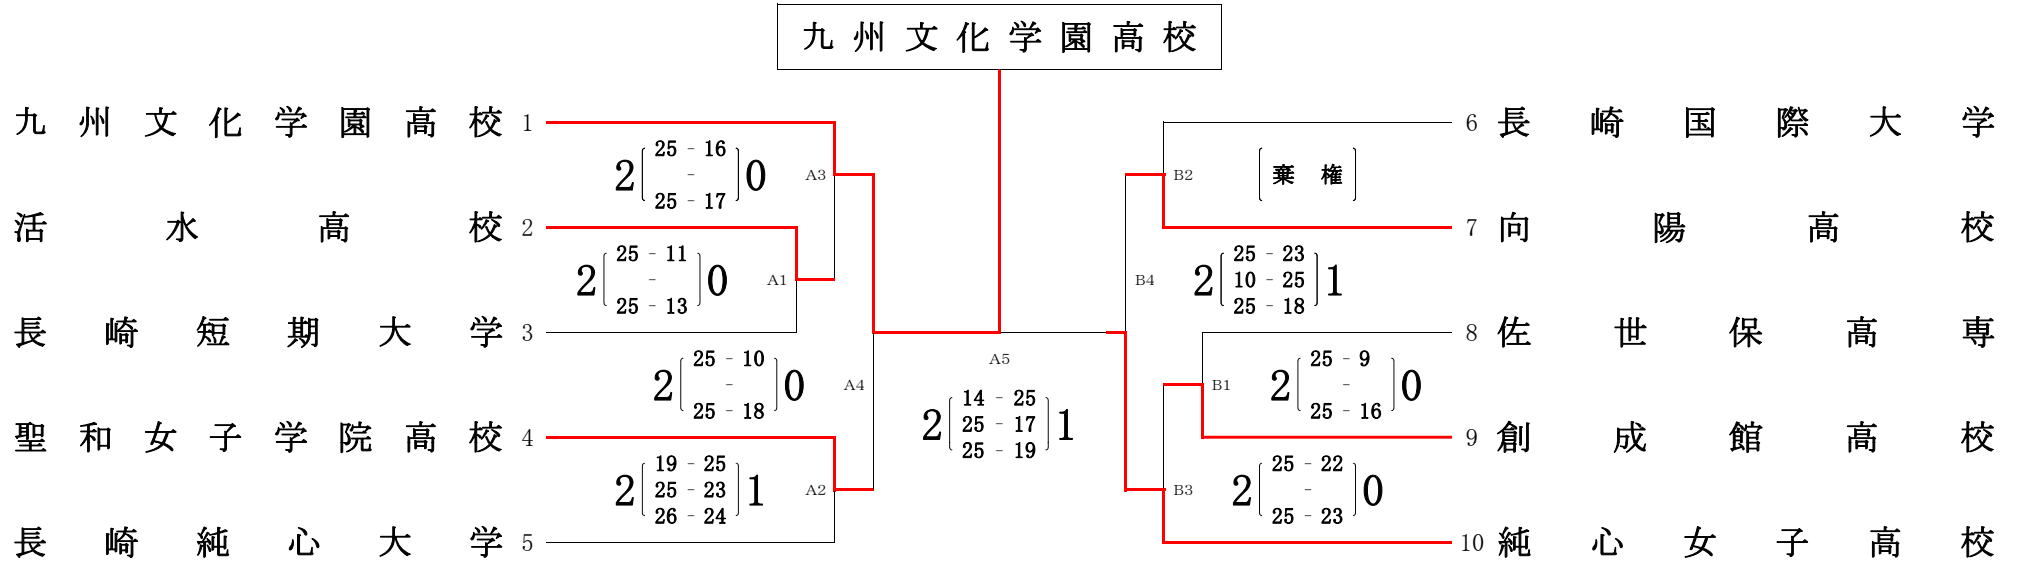 九州文化学園高校
九州文化学園高校 1
6 長崎国際大学
25 - 16
2 - 0
25 - 17
A3
B2
棄権
活水高校 2
7 向陽高校
25 - 11
2 - 0
25 - 13
A1
B4
25 - 23
2 10 - 25 1
25 - 18
長崎短期大学 3
8 佐世保高専
25 - 10
2 - 0
25 - 18
A4
A5
14 - 25
2 25 - 17 1
25 - 19
B1
25 - 9
2 - 0
25 - 16
聖和女子学院高校 4
9 創成館高校
19 - 25
2 25 - 23 1
26 - 24
A2
B3
25 - 22
2 - 0
25 - 23
長崎純心大学 5
10 純心女子高校